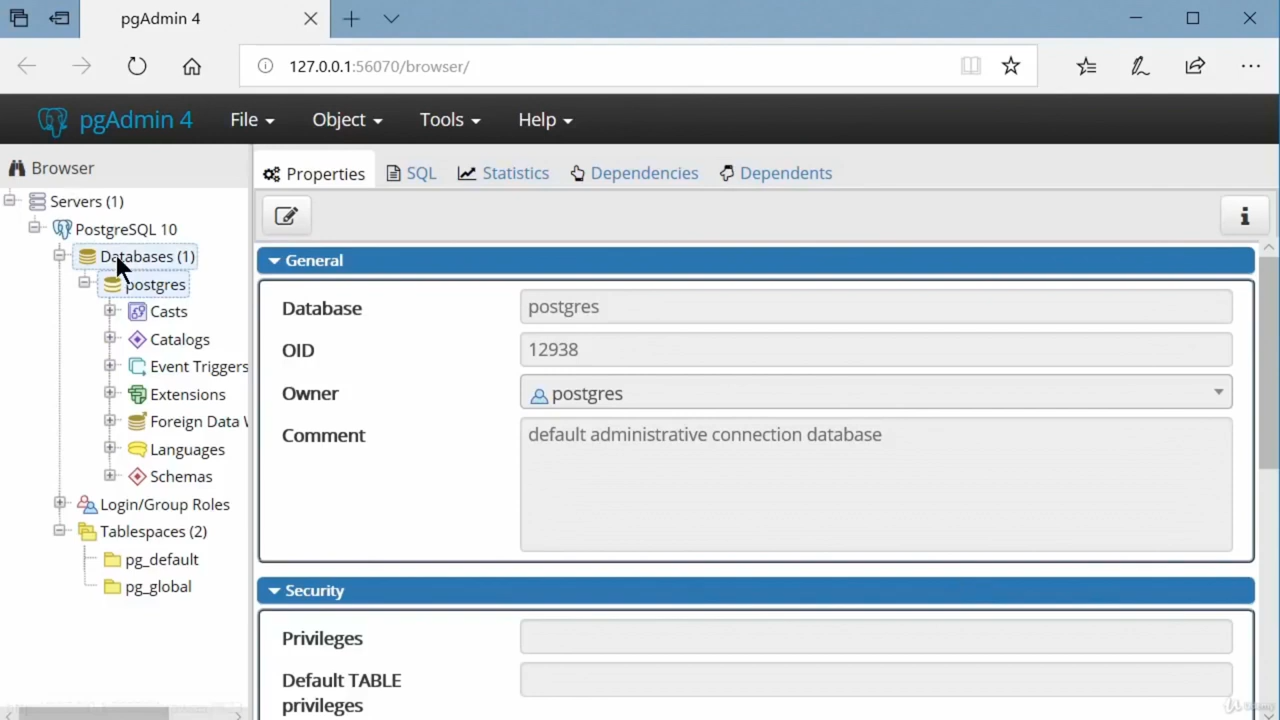 pgAdmin 4
127.0.0.1:56070/browser/
pgAdmin 4 File Object Tools Help
Browser
Servers (1)
PostgreSQL 10
Databases (1)
postgres
Casts
Catalogs
Event Triggers
Extensions
Foreign Data
Languages
Schemas
Login/Group Roles
Tablespaces (2)
pg_default
pg_global
Properties SQL Statistics Dependencies Dependents
General
Database postgres
OID 12938
Owner postgres
Comment default administrative connection database
Security
Privileges
Default TABLE
privileges